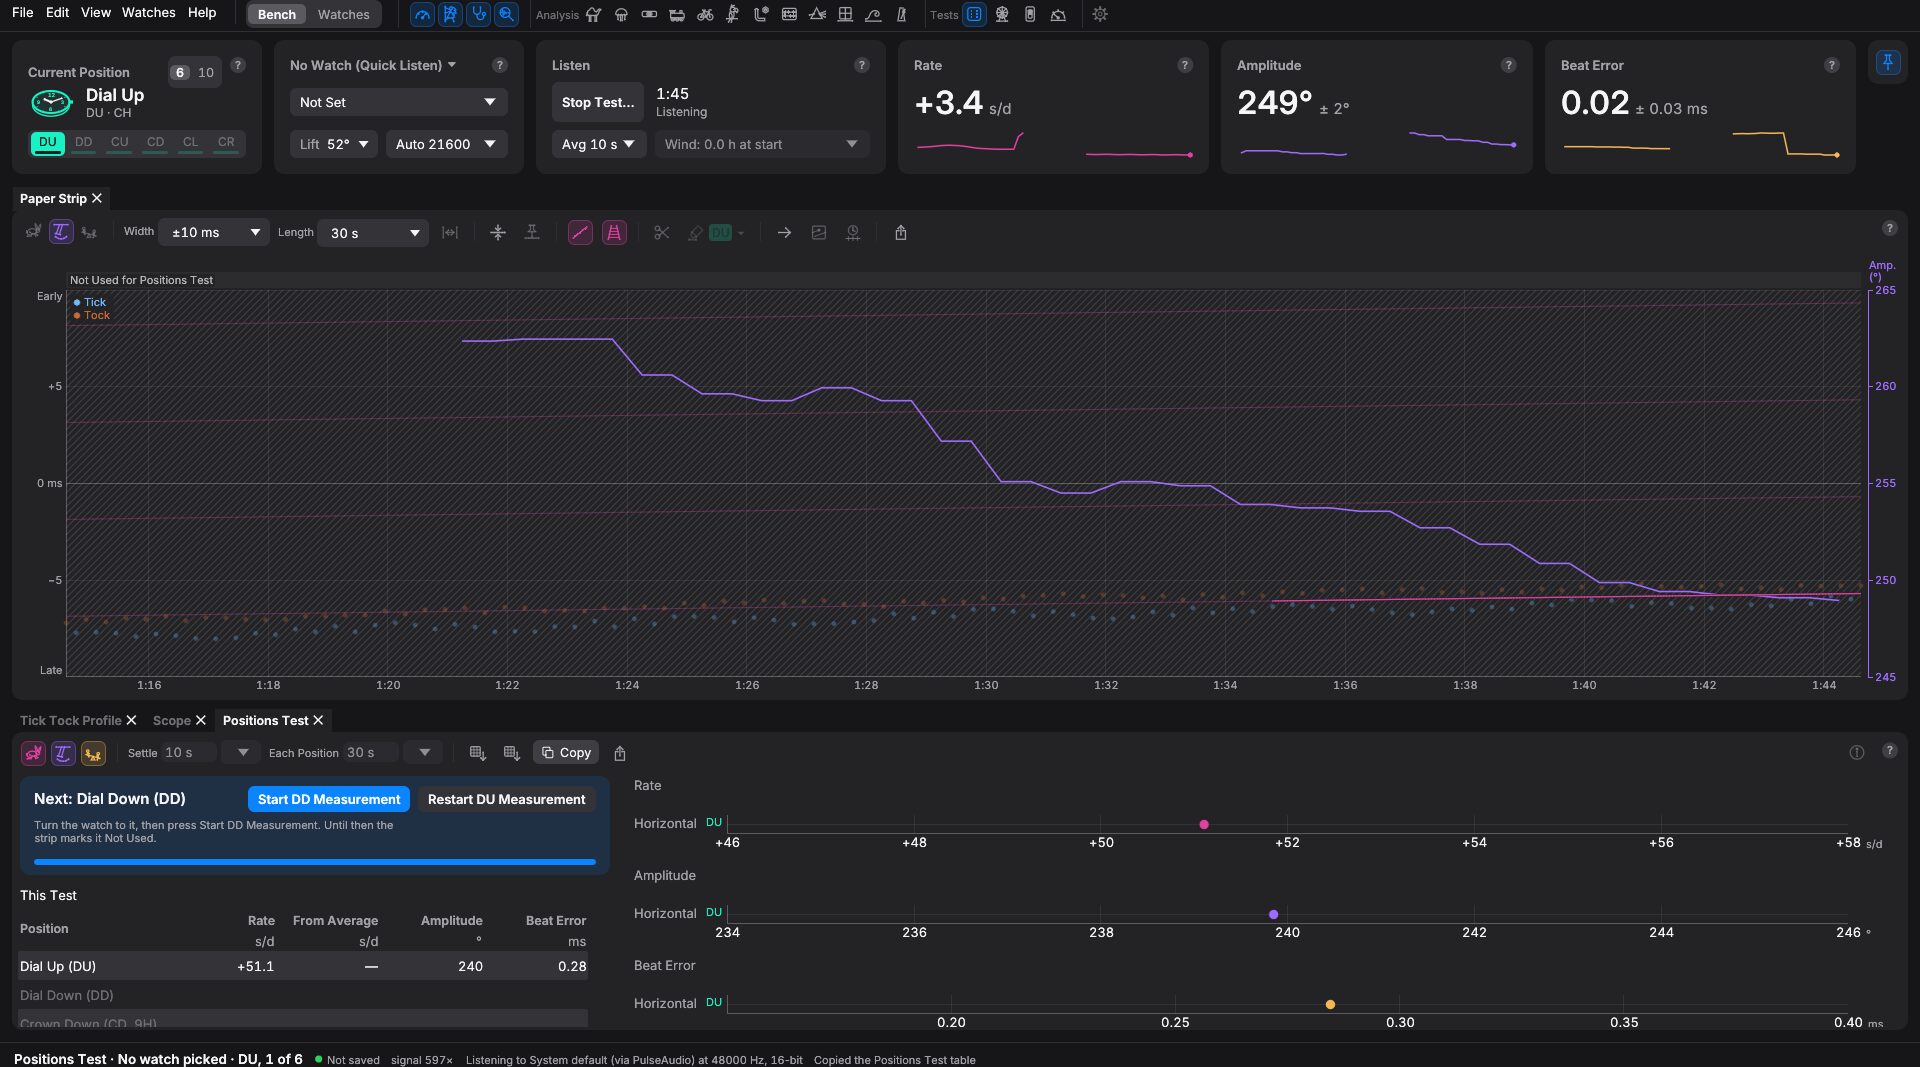 File Edit View Watches Help Bench Watches Analysis Tests
Current Position 6 10 ?
Dial Up
DU · CH
DU DD CU CD CL CR
No Watch (Quick Listen) ?
Not Set
Lift 52° Auto 21600
Listen ?
Stop Test... 1:45
Listening
Avg 10 s Wind: 0.0 h at start
Rate ?
+3.4 s/d
Amplitude ?
249° ± 2°
Beat Error ?
0.02 ± 0.03 ms
Paper Strip
Width ±10 ms Length 30 s DU ?
Amp.
(°)
Not Used for Positions Test
Early 265
Tick
Tock
+5 260
0 ms 255
−5 250
Late 245
1:16 1:18 1:20 1:22 1:24 1:26 1:28 1:30 1:32 1:34 1:36 1:38 1:40 1:42 1:44
Tick Tock Profile Scope Positions Test
Settle 10 s Each Position 30 s Copy ?
Next: Dial Down (DD) Start DD Measurement Restart DU Measurement
Turn the watch to it, then press Start DD Measurement. Until then the
strip marks it Not Used.
This Test
Position Rate From Average Amplitude Beat Error
s/d s/d ° ms
Dial Up (DU) +51.1 — 240 0.28
Dial Down (DD)
Crown Down (CD, 9H)
Rate
Horizontal DU
+46 +48 +50 +52 +54 +56 +58 s/d
Amplitude
Horizontal DU
234 236 238 240 242 244 246 °
Beat Error
Horizontal DU
0.20 0.25 0.30 0.35 0.40 ms
Positions Test · No watch picked · DU, 1 of 6 Not saved signal 597× Listening to System default (via PulseAudio) at 48000 Hz, 16-bit Copied the Positions Test table